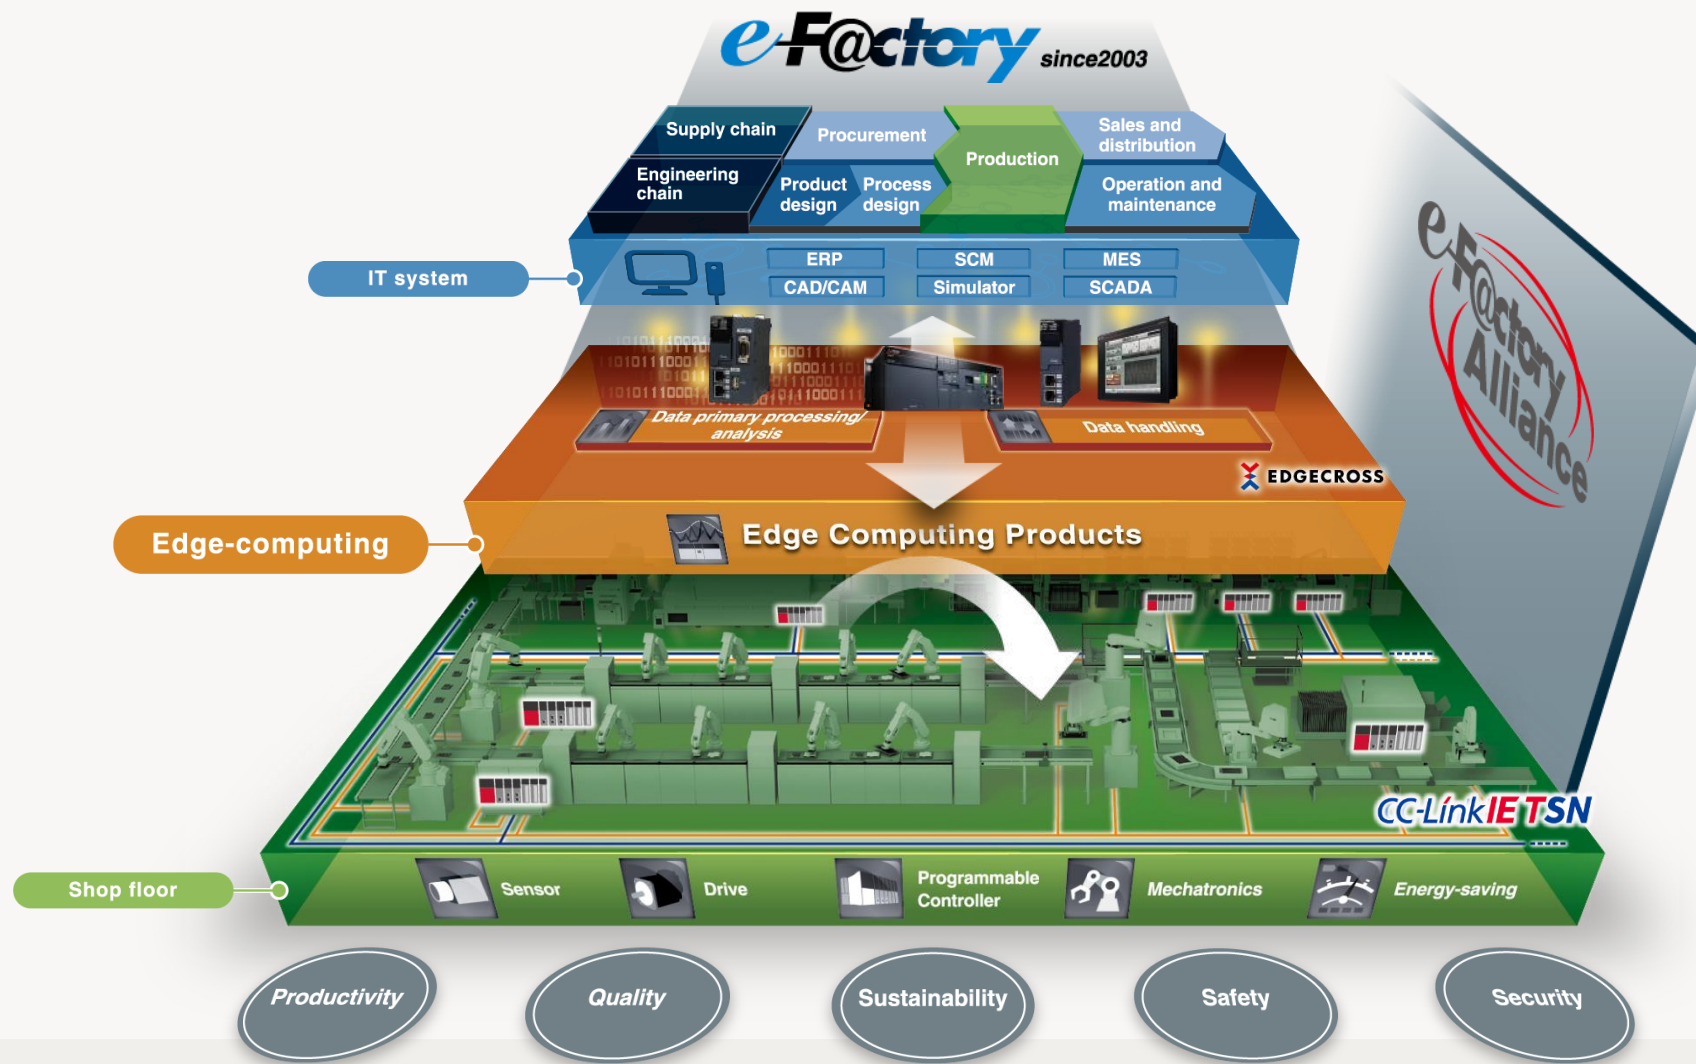 e-F@ctory since2003
Supply chain
Procurement
Production
Sales and
distribution
Engineering
chain
Product
design
Process
design
Operation and
maintenance
IT system
ERP
SCM
MES
CAD/CAM
Simulator
SCADA
e-F@ctory
Alliance
Data primary processing/
analysis
Data handling
EDGECROSS
Edge-computing
Edge Computing Products
CC-Link IE TSN
Shop floor
Sensor
Drive
Programmable
Controller
Mechatronics
Energy-saving
Productivity
Quality
Sustainability
Safety
Security